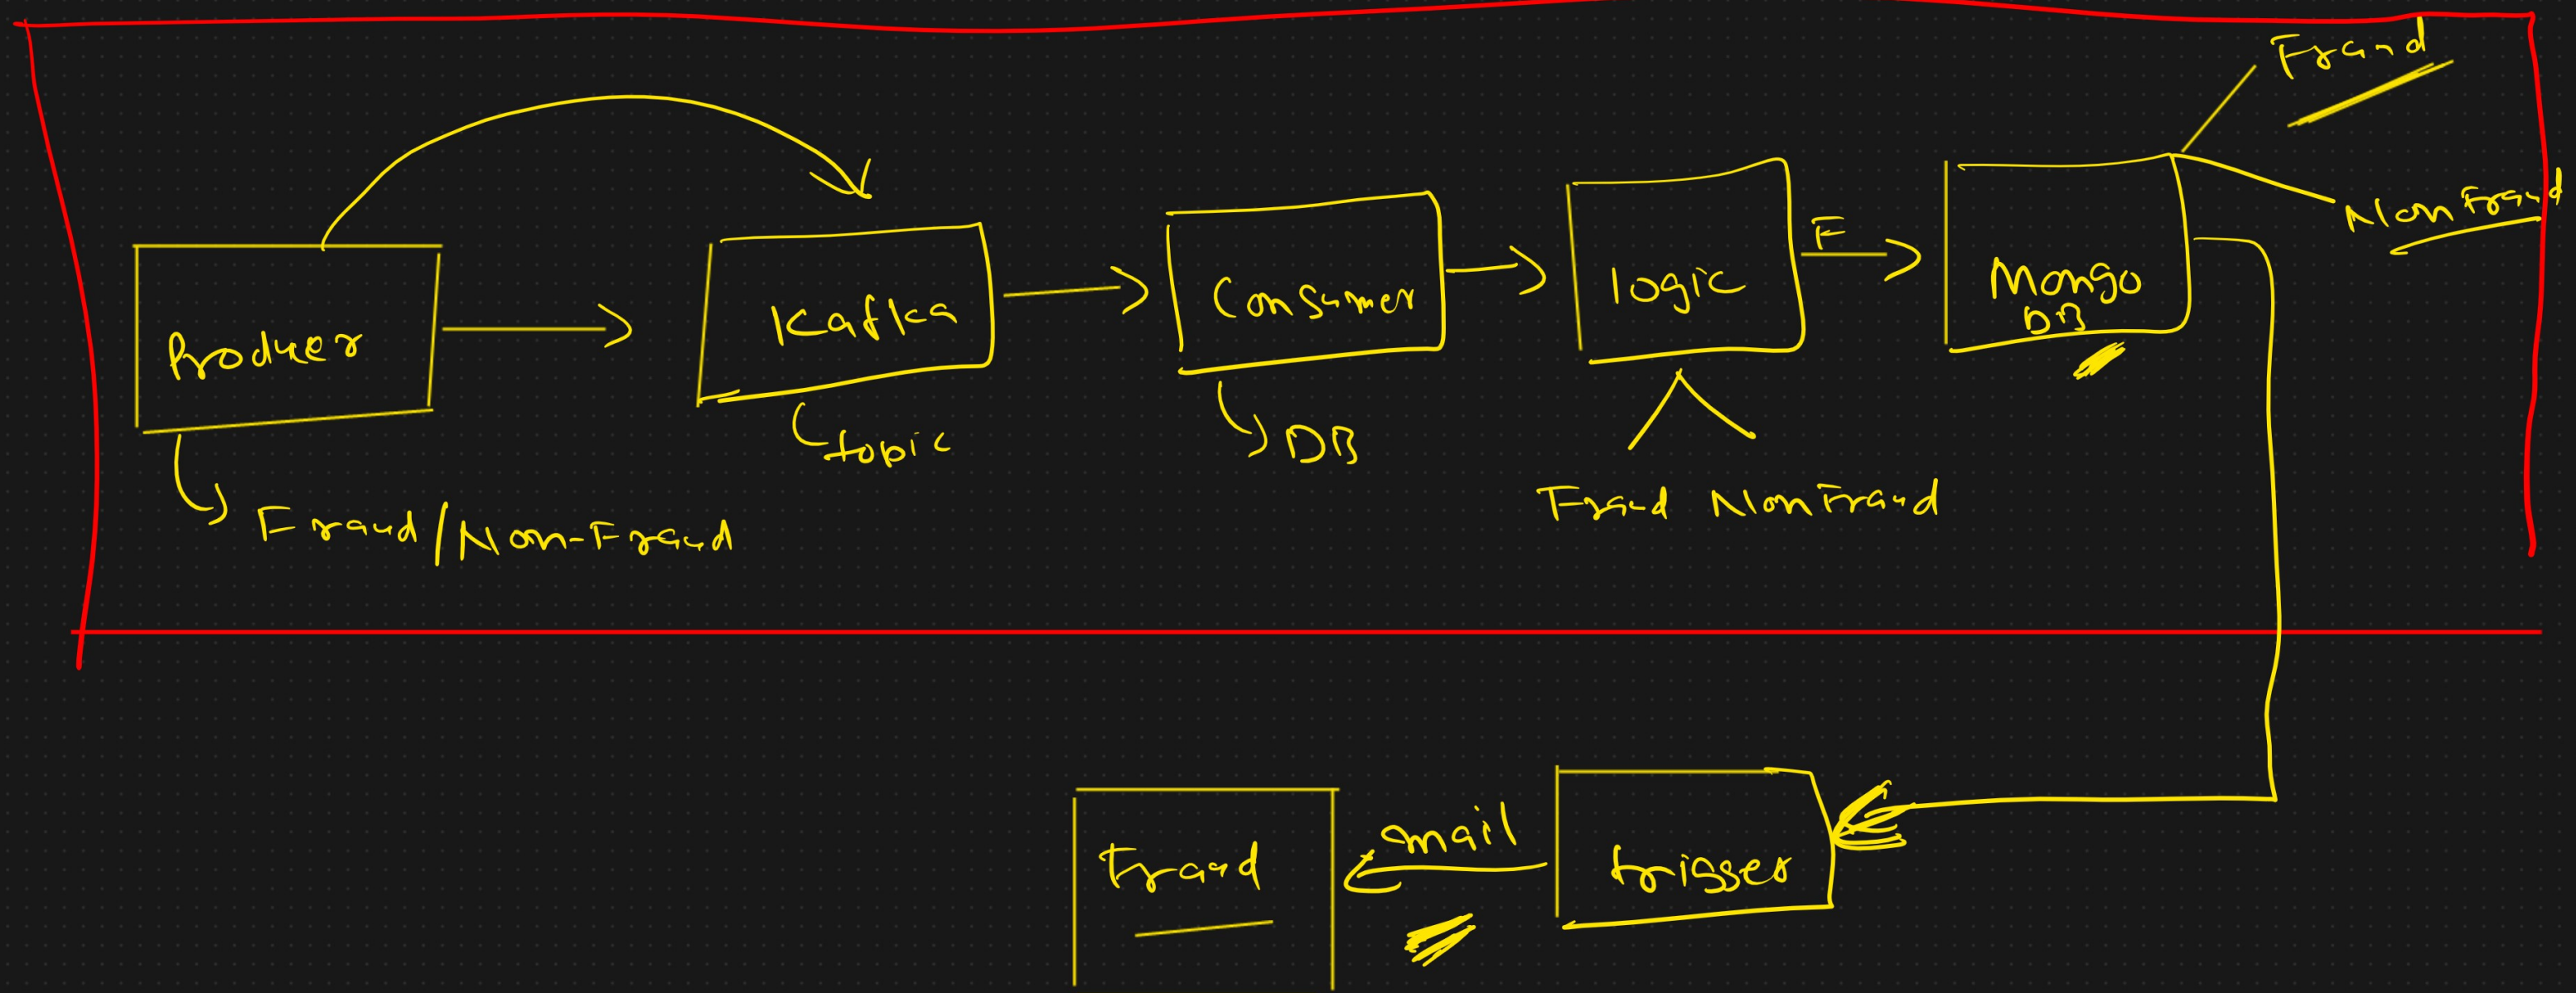 Fraud
Non Fraud
Producer
Kafka
Consumer
logic
F
Mongo
DB
topic
DB
Fraud/Non-Fraud
Fraud NonFraud
Fraud
mail
trigger